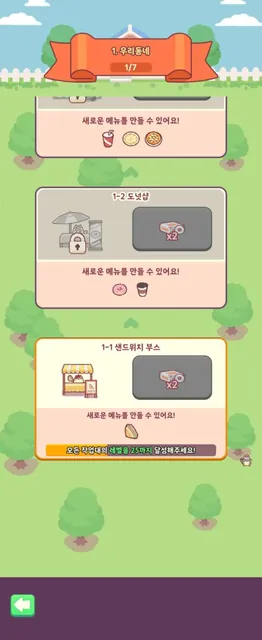 1. 우리동네
1/7
새로운 메뉴를 만들 수 있어요!
1-2 도넛샵
x2
새로운 메뉴를 만들 수 있어요!
1-1 샌드위치 부스
x2
새로운 메뉴를 만들 수 있어요!
모든 작업대의 레벨을 25까지 달성해주세요!